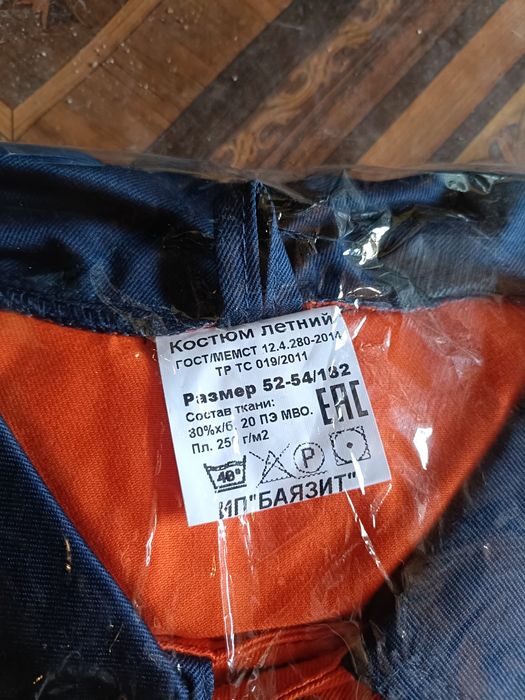 Костюм летний
ГОСТ/МЕМСТ 12.4.280-2014
ТР ТС 019/2011
Размер 52-54/182
Состав ткани:
80%х/б. 20 ПЭ МВО.
Пл. 250 г/м2
ЕАС
40°
P
ИП"БАЯЗИТ"